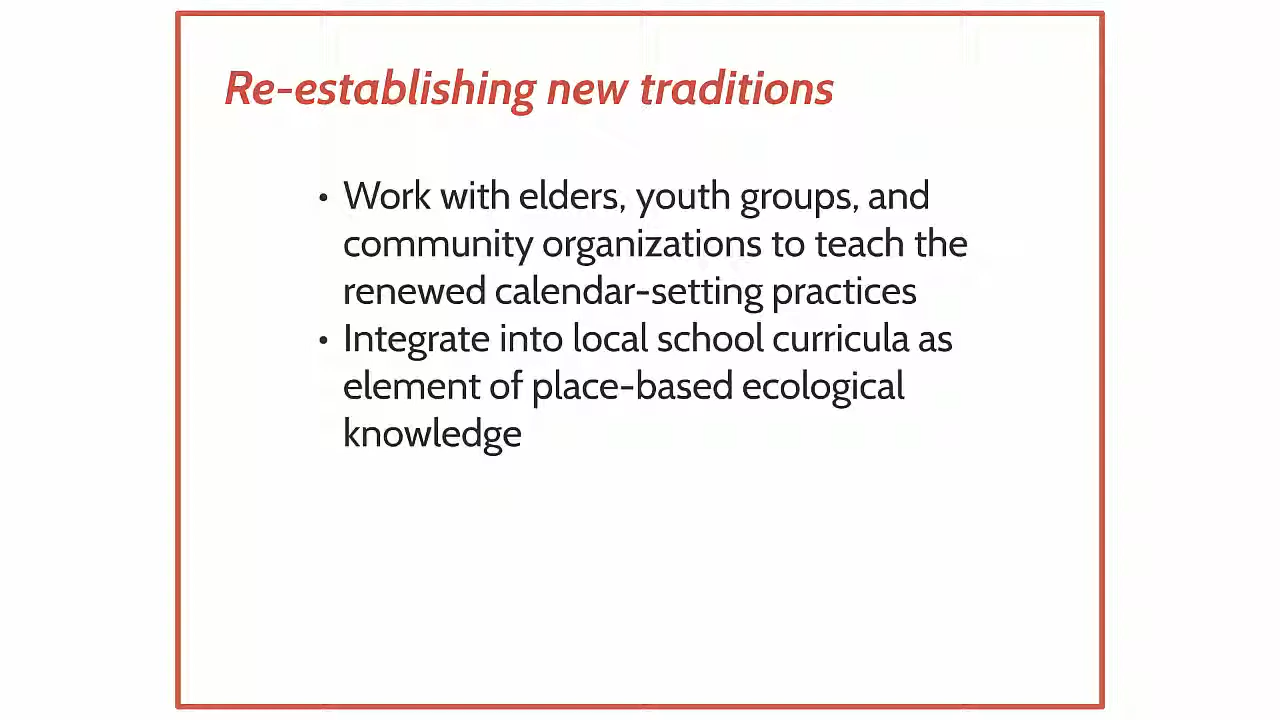 Re-establishing new traditions
• Work with elders, youth groups, and
community organizations to teach the
renewed calendar-setting practices
• Integrate into local school curricula as
element of place-based ecological
knowledge